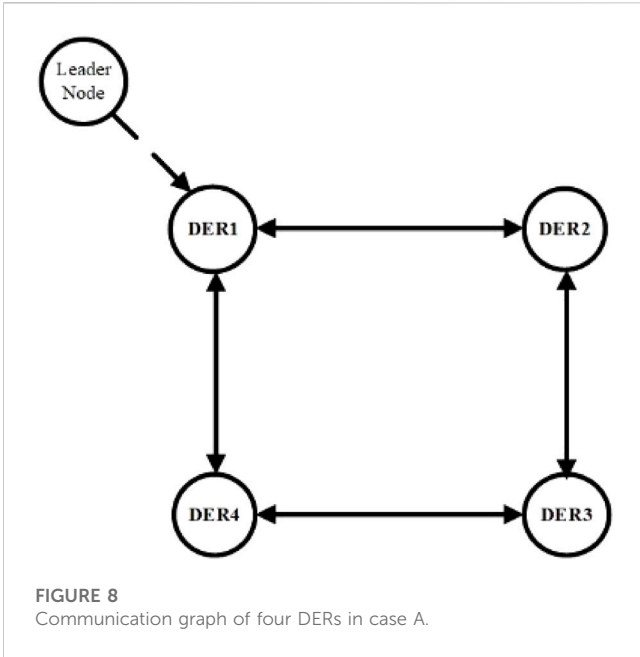 Leader
Node
DER1
DER2
DER4
DER3
FIGURE 8
Communication graph of four DERs in case A.